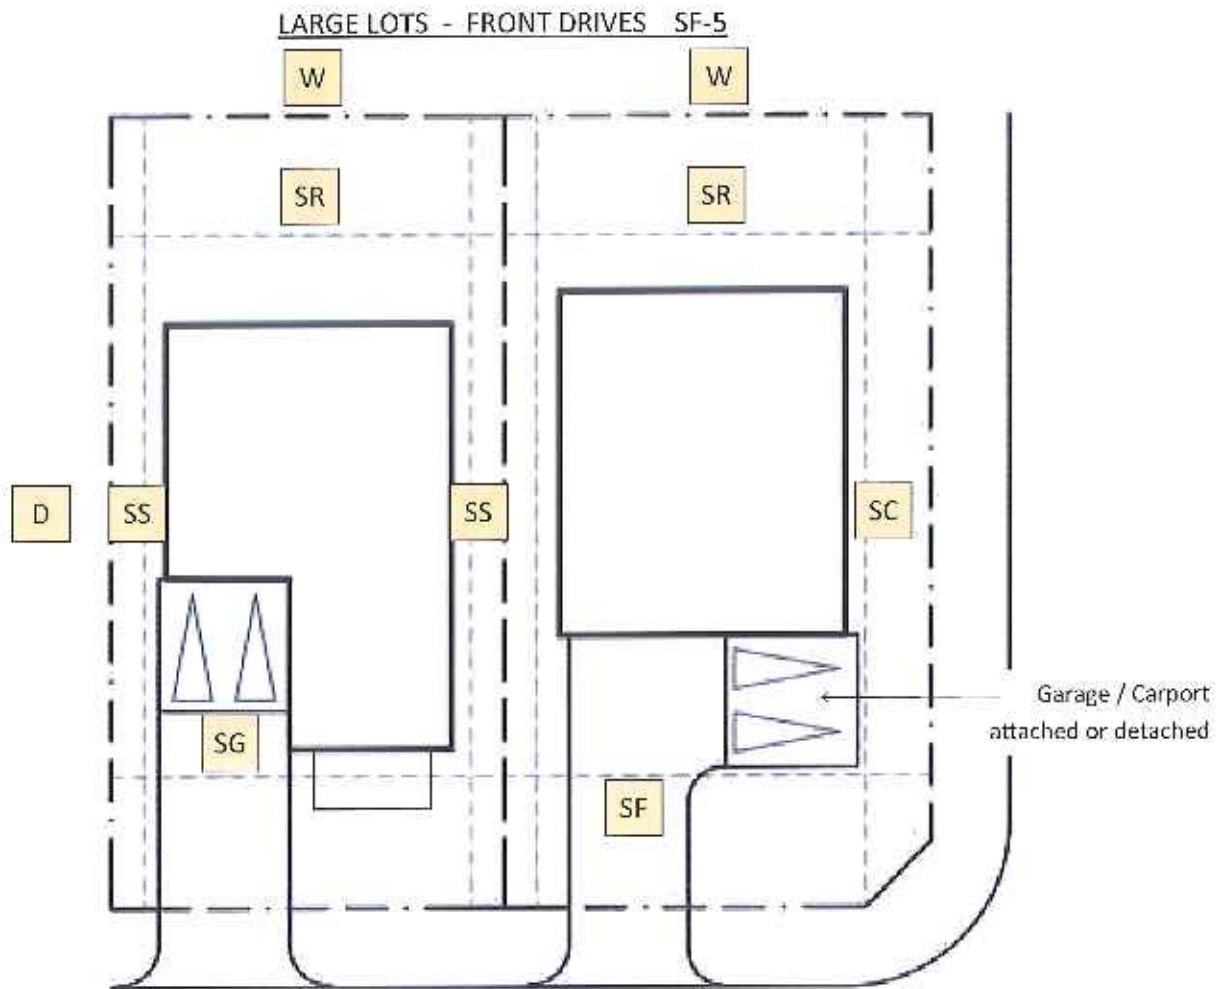 LARGE LOTS - FRONT DRIVES SF-5
W
W
SR
SR
D
SS
SS
SC
Garage / Carport
attached or detached
SG
SF